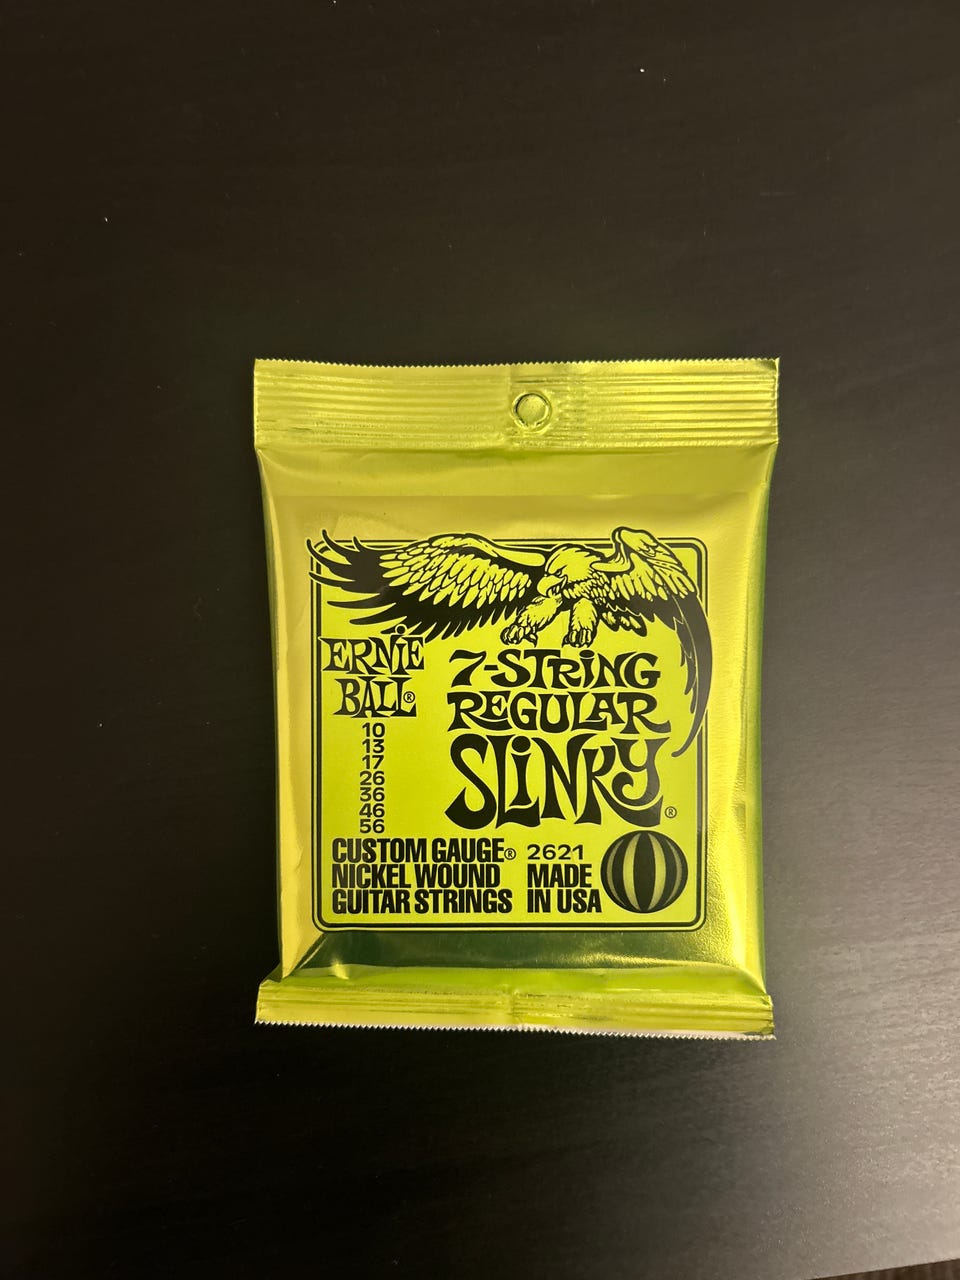 ERNiE
BALL®
10
13
17
26
36
46
56
7-STRiNG
REGULAR
SLiNKY®
CUSTOM GAUGE®
NICKEL WOUND
GUITAR STRINGS
2621
MADE
IN USA